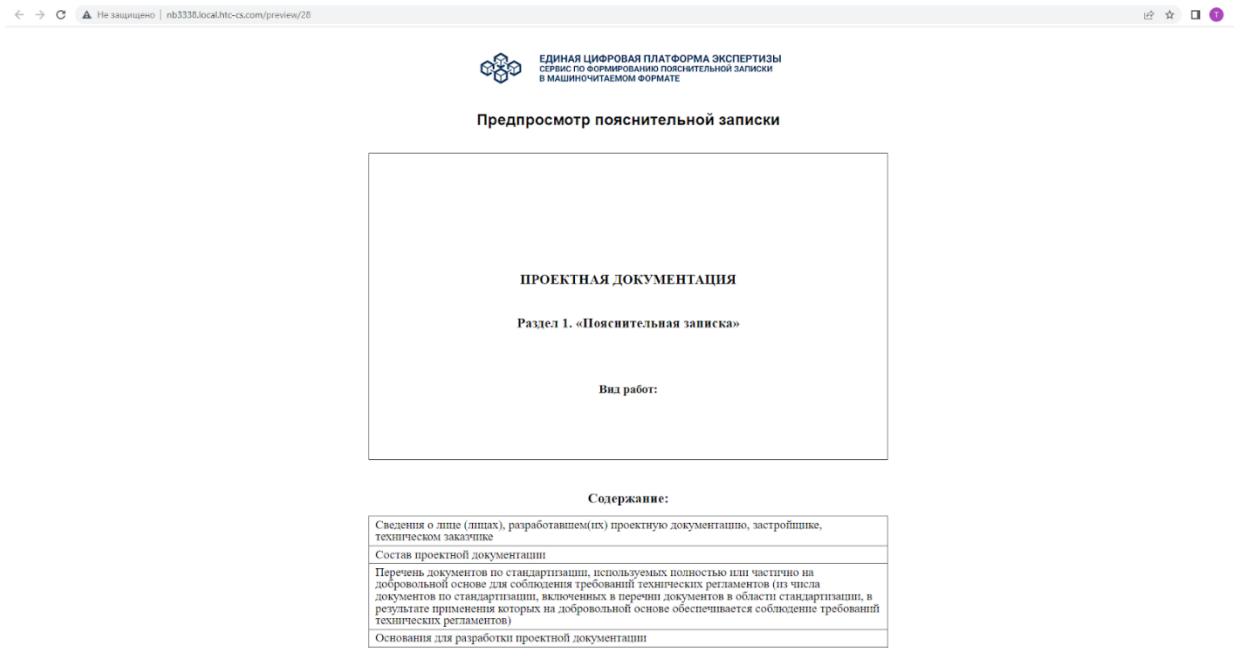 Не защищено | nb3338.local.htc-cs.com/preview/28
T
ЕДИНАЯ ЦИФРОВАЯ ПЛАТФОРМА ЭКСПЕРТИЗЫ
СЕРВИС ПО ФОРМИРОВАНИЮ ПОЯСНИТЕЛЬНОЙ ЗАПИСКИ
В МАШИНОЧИТАЕМОМ ФОРМАТЕ
Предпросмотр пояснительной записки
ПРОЕКТНАЯ ДОКУМЕНТАЦИЯ
Раздел 1. «Пояснительная записка»
Вид работ:
Содержание:
Сведения о лице (лицах), разработавшем(их) проектную документацию, застройщике,
техническом заказчике
Состав проектной документации
Перечень документов по стандартизации, используемых полностью или частично на
добровольной основе для соблюдения требований технических регламентов (из числа
документов по стандартизации, включенных в перечни документов в области стандартизации, в
результате применения которых на добровольной основе обеспечивается соблюдение требований
технических регламентов)
Основания для разработки проектной документации